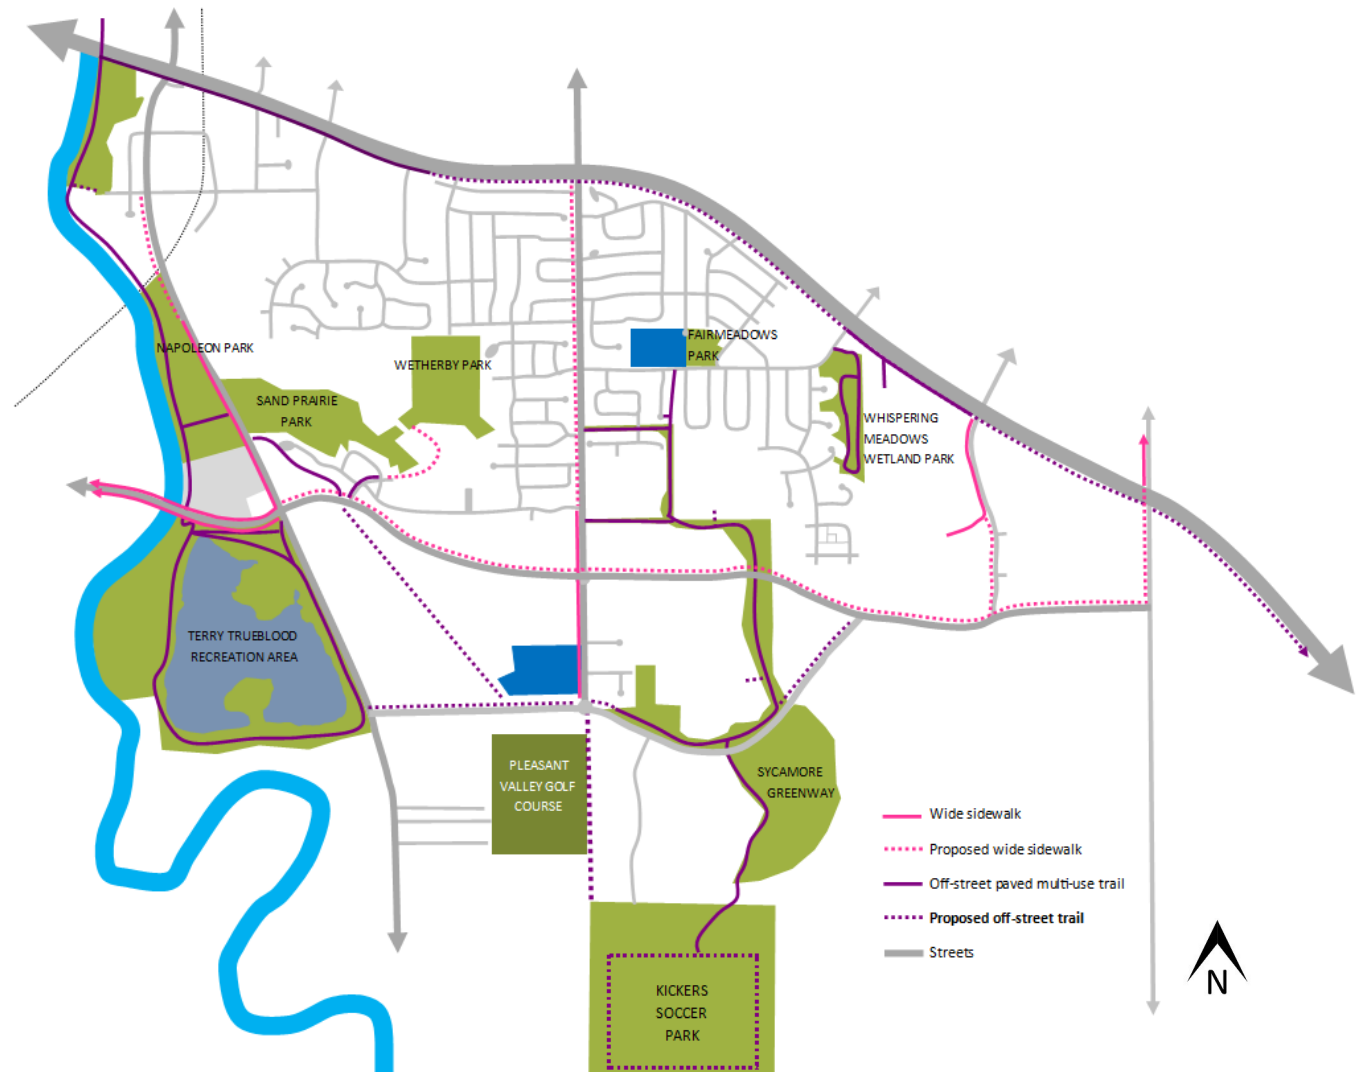 NAPOLEON PARK
WETHERBY PARK
FAIRMEADOWS
PARK
SAND PRAIRIE
PARK
WHISPERING
MEADOWS
WETLAND PARK
TERRY TRUEBLOOD
RECREATION AREA
PLEASANT
VALLEY GOLF
COURSE
SYCAMORE
GREENWAY
KICKERS
SOCCER
PARK
Wide sidewalk
Proposed wide sidewalk
Off-street paved multi-use trail
Proposed off-street trail
Streets
N